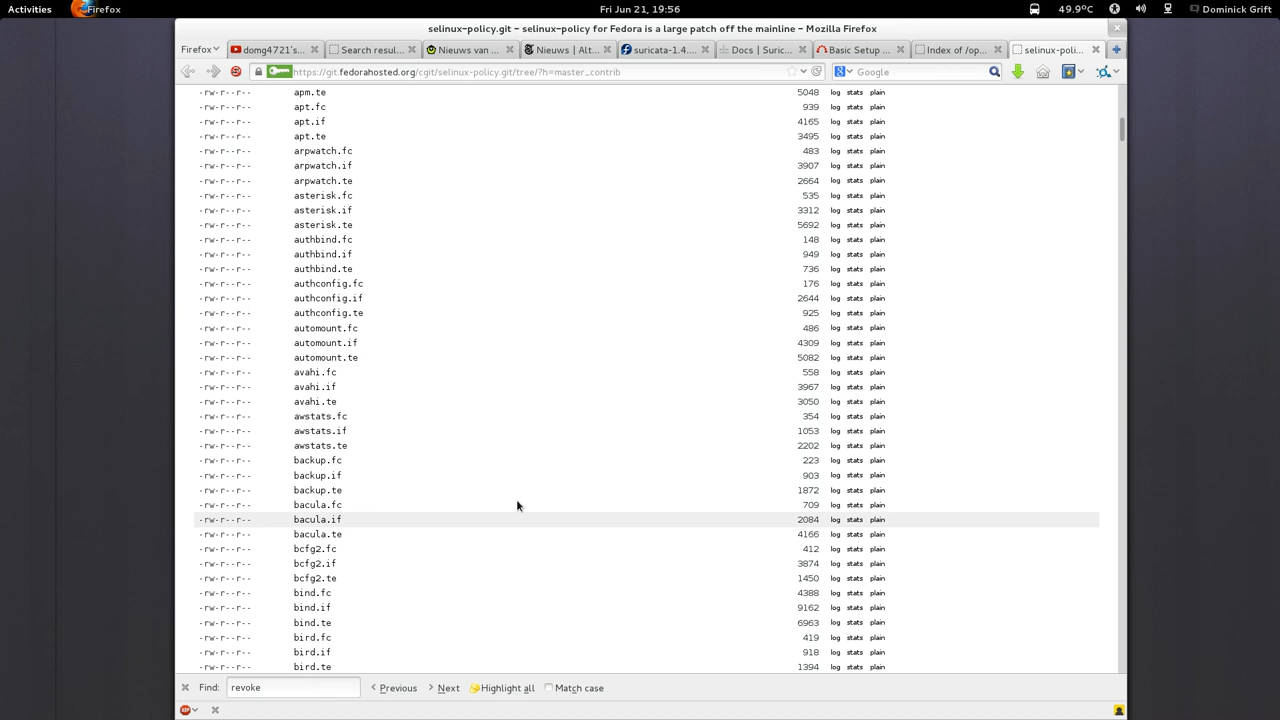 Activities Firefox Fri Jun 21, 19:56 49.9°C Dominick Grift
selinux-policy.git - selinux-policy for Fedora is a large patch off the mainline - Mozilla Firefox
Firefox domg4721's... Search resul... Nieuws van ... Nieuws | Alt... suricata-1.4.... Docs | Suric... Basic Setup ... Index of /op... selinux-poli...
https://git.fedorahosted.org/cgit/selinux-policy.git/tree/?h=master_contrib Google
-rw-r--r-- apm.te 5048 log stats plain
-rw-r--r-- apt.fc 939 log stats plain
-rw-r--r-- apt.if 4165 log stats plain
-rw-r--r-- apt.te 3495 log stats plain
-rw-r--r-- arpwatch.fc 483 log stats plain
-rw-r--r-- arpwatch.if 3907 log stats plain
-rw-r--r-- arpwatch.te 2664 log stats plain
-rw-r--r-- asterisk.fc 535 log stats plain
-rw-r--r-- asterisk.if 3312 log stats plain
-rw-r--r-- asterisk.te 5692 log stats plain
-rw-r--r-- authbind.fc 148 log stats plain
-rw-r--r-- authbind.if 949 log stats plain
-rw-r--r-- authbind.te 736 log stats plain
-rw-r--r-- authconfig.fc 176 log stats plain
-rw-r--r-- authconfig.if 2644 log stats plain
-rw-r--r-- authconfig.te 925 log stats plain
-rw-r--r-- automount.fc 486 log stats plain
-rw-r--r-- automount.if 4309 log stats plain
-rw-r--r-- automount.te 5082 log stats plain
-rw-r--r-- avahi.fc 558 log stats plain
-rw-r--r-- avahi.if 3967 log stats plain
-rw-r--r-- avahi.te 3050 log stats plain
-rw-r--r-- awstats.fc 354 log stats plain
-rw-r--r-- awstats.if 1053 log stats plain
-rw-r--r-- awstats.te 2202 log stats plain
-rw-r--r-- backup.fc 223 log stats plain
-rw-r--r-- backup.if 903 log stats plain
-rw-r--r-- backup.te 1872 log stats plain
-rw-r--r-- bacula.fc 709 log stats plain
-rw-r--r-- bacula.if 2084 log stats plain
-rw-r--r-- bacula.te 4166 log stats plain
-rw-r--r-- bcfg2.fc 412 log stats plain
-rw-r--r-- bcfg2.if 3874 log stats plain
-rw-r--r-- bcfg2.te 1450 log stats plain
-rw-r--r-- bind.fc 4388 log stats plain
-rw-r--r-- bind.if 9162 log stats plain
-rw-r--r-- bind.te 6963 log stats plain
-rw-r--r-- bird.fc 419 log stats plain
-rw-r--r-- bird.if 918 log stats plain
-rw-r--r-- bird.te 1394 log stats plain
Find: revoke Previous Next Highlight all Match case